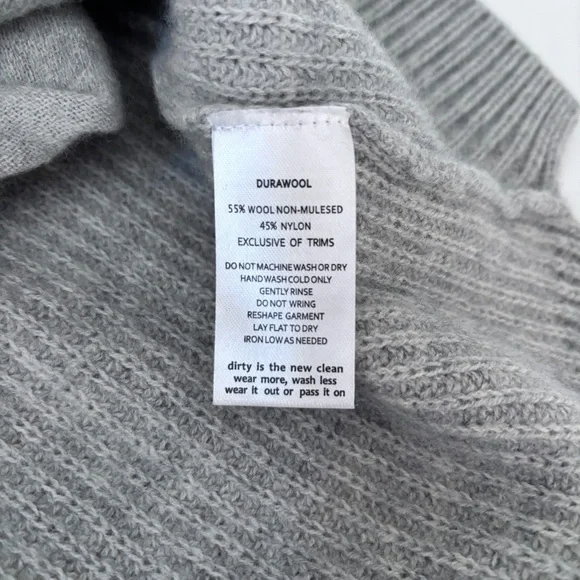 DURAWOOL
55% WOOL NON-MULESED
45% NYLON
EXCLUSIVE OF TRIMS
DO NOT MACHINE WASH OR DRY
HAND WASH COLD ONLY
GENTLY RINSE
DO NOT WRING
RESHAPE GARMENT
LAY FLAT TO DRY
IRON LOW AS NEEDED
dirty is the new clean
wear more, wash less
wear it out or pass it on